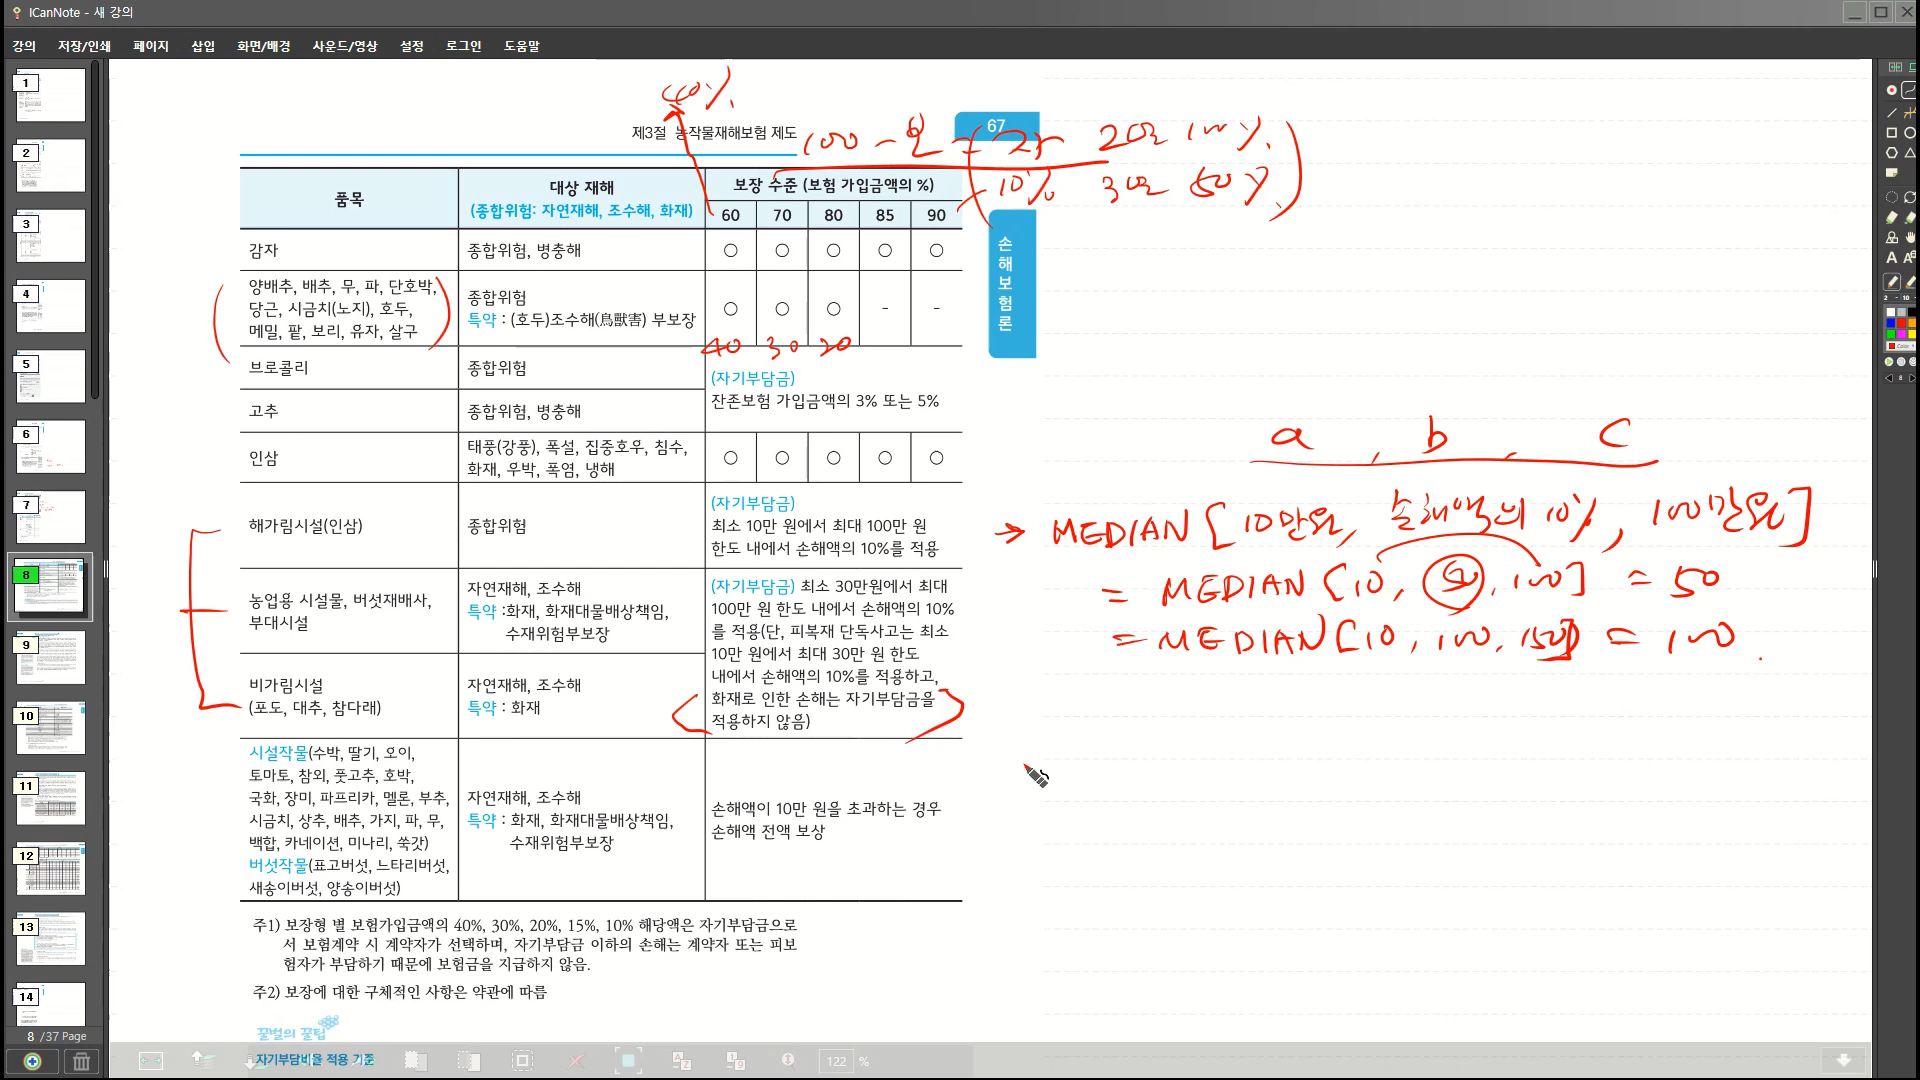 ICanNote - 새 강의
강의 저장/인쇄 페이지 삽입 화면/배경 사운드/영상 설정 로그인 도움말
1
2
3
4
5
6
7
8
9
10
11
12
13
14
8 /37 Page
40%
제3절 농작물재해보험 제도
67
100 - 2각 2회 100%
10% 3회 50%
품목
대상 재해
(종합위험: 자연재해, 조수해, 화재)
보장 수준 (보험 가입금액의 %)
60 70 80 85 90
감자
종합위험, 병충해
○ ○ ○ ○ ○
양배추, 배추, 무, 파, 단호박,
당근, 시금치(노지), 호두,
메밀, 팥, 보리, 유자, 살구
종합위험
특약 : (호두)조수해(鳥獸害) 부보장
○ ○ ○ - -
40 30 20
브로콜리
종합위험
(자기부담금)
잔존보험 가입금액의 3% 또는 5%
고추
종합위험, 병충해
인삼
태풍(강풍), 폭설, 집중호우, 침수,
화재, 우박, 폭염, 냉해
○ ○ ○ ○ ○
해가림시설(인삼)
종합위험
(자기부담금)
최소 10만 원에서 최대 100만 원
한도 내에서 손해액의 10%를 적용
농업용 시설물, 버섯재배사,
부대시설
자연재해, 조수해
특약 :화재, 화재대물배상책임,
수재위험부보장
(자기부담금) 최소 30만원에서 최대
100만 원 한도 내에서 손해액의 10%
를 적용(단, 피복재 단독사고는 최소
10만 원에서 최대 30만 원 한도
내에서 손해액의 10%를 적용하고,
화재로 인한 손해는 자기부담금을
적용하지 않음)
비가림시설
(포도, 대추, 참다래)
자연재해, 조수해
특약 : 화재
시설작물(수박, 딸기, 오이,
토마토, 참외, 풋고추, 호박,
국화, 장미, 파프리카, 멜론, 부추,
시금치, 상추, 배추, 가지, 파, 무,
백합, 카네이션, 미나리, 쑥갓)
버섯작물(표고버섯, 느타리버섯,
새송이버섯, 양송이버섯)
자연재해, 조수해
특약 : 화재, 화재대물배상책임,
수재위험부보장
손해액이 10만 원을 초과하는 경우
손해액 전액 보상
주1) 보장형 별 보험가입금액의 40%, 30%, 20%, 15%, 10% 해당액은 자기부담금으로
서 보험계약 시 계약자가 선택하며, 자기부담금 이하의 손해는 계약자 또는 피보
험자가 부담하기 때문에 보험금을 지급하지 않음.
주2) 보장에 대한 구체적인 사항은 약관에 따름
꿀벌의 꿀팁
자기부담비율 적용 기준
122 %
손해보험론
a , b , c
→ MEDIAN [10만원, 손해액의 10%, 100만원]
= MEDIAN [10, 50, 100] = 50
= MEDIAN [10, 100, 150] = 100